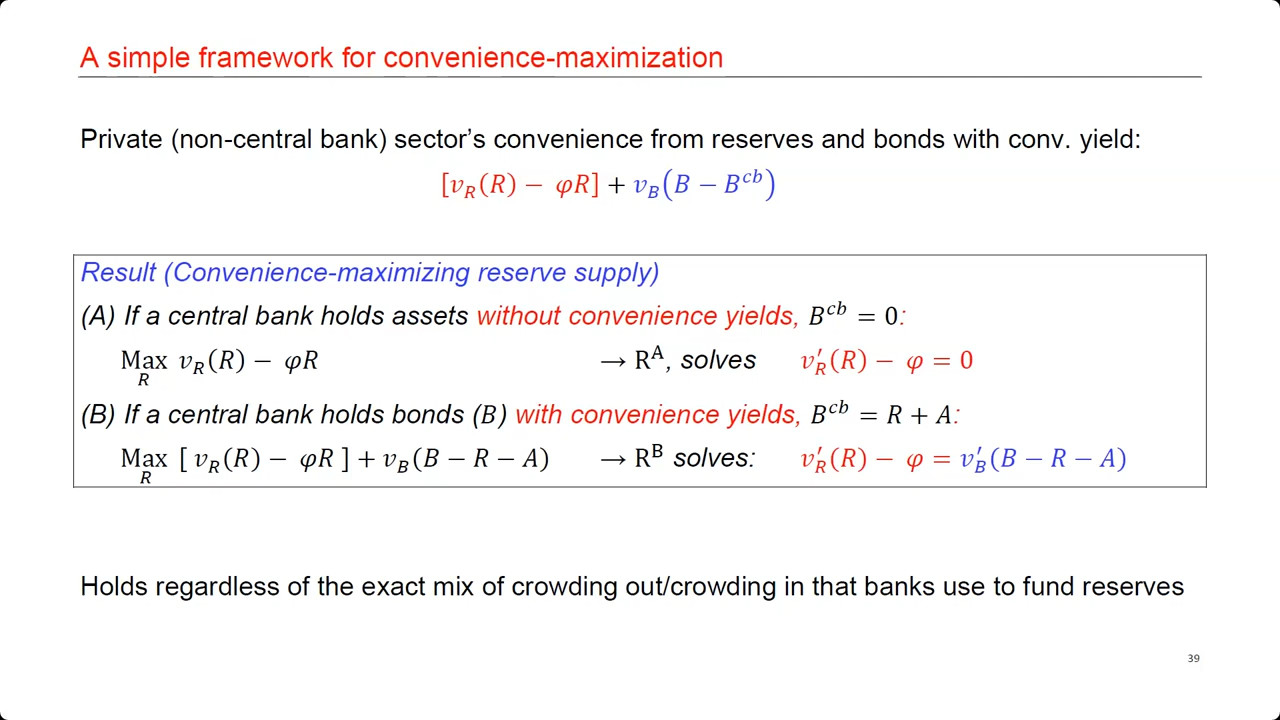 A simple framework for convenience-maximization
Private (non-central bank) sector's convenience from reserves and bonds with conv. yield:
[v_R(R) − φR] + v_B(B − B^{cb})
Result (Convenience-maximizing reserve supply)
(A) If a central bank holds assets without convenience yields, B^{cb} = 0:
Max_R v_R(R) − φR → R^A, solves v′_R(R) − φ = 0
(B) If a central bank holds bonds (B) with convenience yields, B^{cb} = R + A:
Max_R [ v_R(R) − φR ] + v_B(B − R − A) → R^B solves: v′_R(R) − φ = v′_B(B − R − A)
Holds regardless of the exact mix of crowding out/crowding in that banks use to fund reserves
39